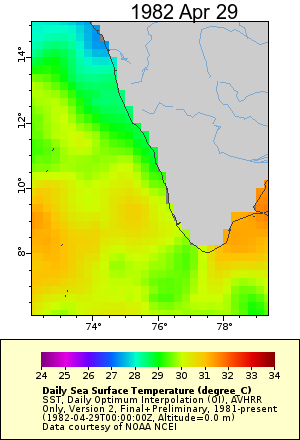 1982 Apr 29
14°
12°
10°
8°
74° 76° 78°
24 25 26 27 28 29 30 31 32 33 34
Daily Sea Surface Temperature (degree_C)
SST, Daily Optimum Interpolation (OI), AVHRR
Only, Version 2, Final+Preliminary, 1981-present
(1982-04-29T00:00:00Z, Altitude=0.0 m)
Data courtesy of NOAA NCEI